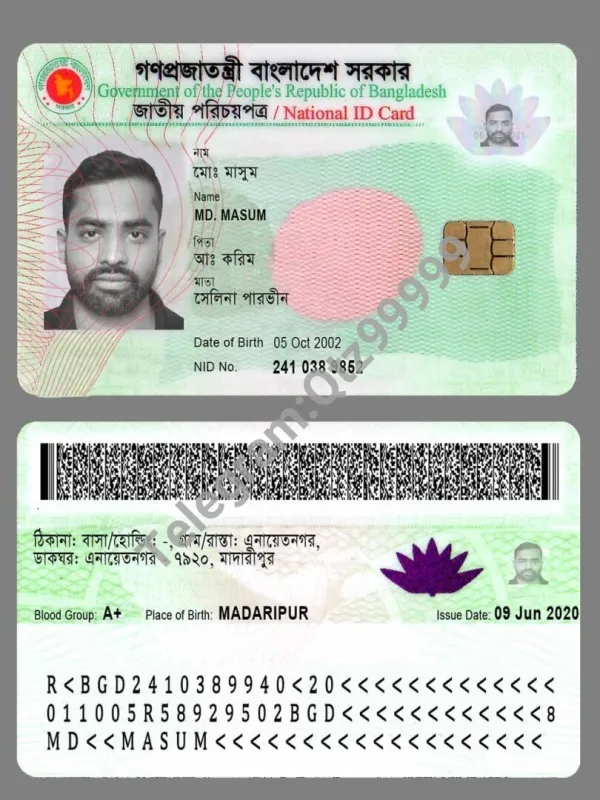 গণপ্রজাতন্ত্রী বাংলাদেশ সরকার
Government of the People's Republic of Bangladesh
জাতীয় পরিচয়পত্র / National ID Card
নাম
মোঃ মাসুম
Name
MD. MASUM
পিতা
আঃ করিম
মাতা
সেলিনা পারভীন
Date of Birth 05 Oct 2002
NID No. 241 038 9852
Telegram:Qtz99999
ঠিকানা: বাসা/হোল্ডিং: -, গ্রাম/রাস্তা: এনায়েতনগর,
ডাকঘর: এনায়েতনগর - ৭৯২০, মাদারীপুর
Blood Group: A+ Place of Birth: MADARIPUR Issue Date: 09 Jun 2020
R<BGD2410389940<20<<<<<<<<<<<<<
011005R58929502BGD<<<<<<<<<<<<8
MD<<MASUM<<<<<<<<<<<<<<<<<<<<<